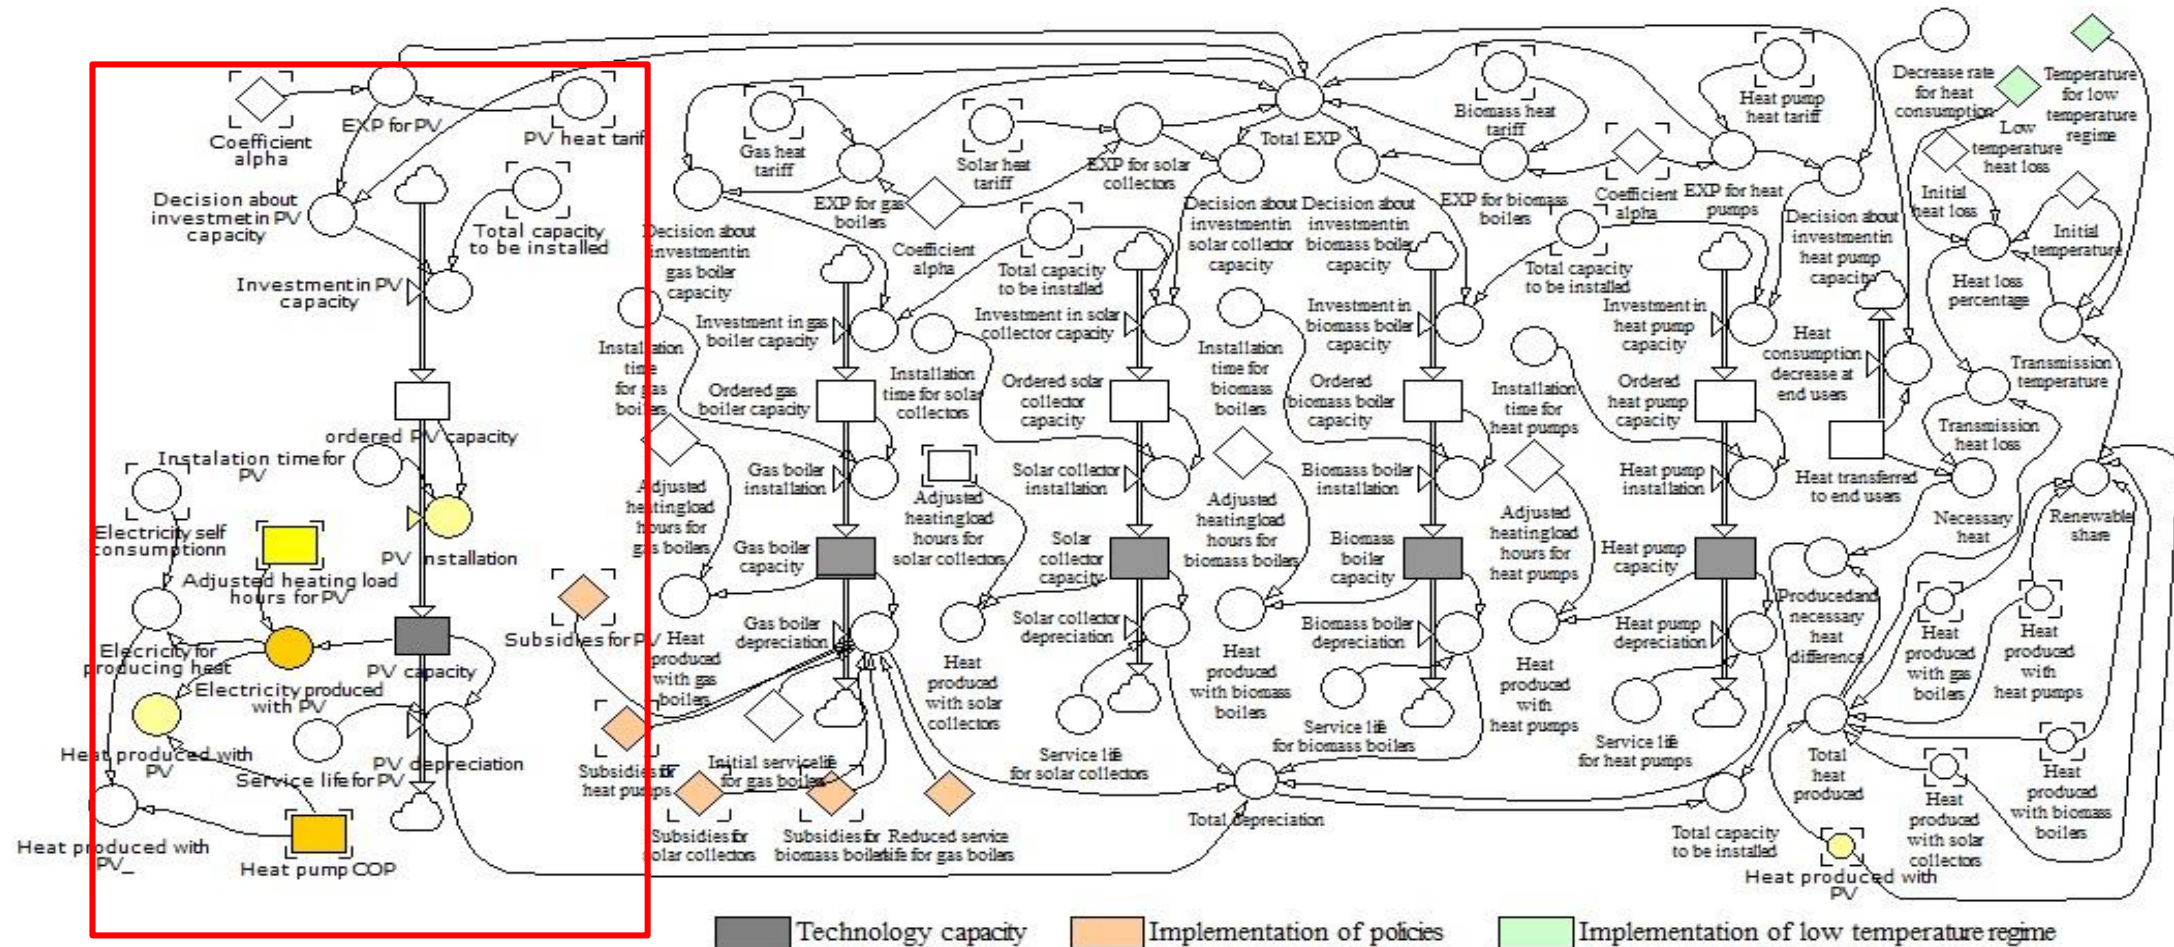 Coefficient
alpha
EXP for PV
PV heat tarif
Decision about
investmetin PV
capacity
Total capacity
to be installed
Investmentin PV
capacity
ordered PV capacity
Instalation timefor
PV
Electricity self
consumptionn
Adjusted heating load
hours for PV
PV installation
Elecricity for
producing heat
Electricity produced
with PV
PV capacity
Heat produced with
PV
Service life for PV
PV depreciation
Heat produced with
PV_
Heat pump COP
Subsidies for PV
Gas heat
tariff
EXP for gas
boilers
Decision about
investmentin
gas boiler
capacity
Coefficient
alpha
Solar heat
tariff
EXP for solar
collectors
Total EXP
Decision about
investmentin
solar collector
capacity
Decision about
investmentin
biomass boiler
capacity
Biomass heat
tariff
EXP for biomass
boilers
Coefficient
alpha
Heat pump
heat tariff
EXP for heat
pumps
Decision about
investmentin
heat pump
capacity
Decrease rate
for heat
consumption
Temperature
for low
temperature
regime
Low
temperature
heat loss
Initial
heat loss
Initial
temperature
Heat loss
percentage
Transmission
temperature
Transmission
heat loss
Total capacity
to be installed
Total capacity
to be installed
Installation
time
for gas
boilers
Investment in gas
boiler capacity
Investment in solar
collector capacity
Investment in
biomass boiler
capacity
Investment in
heat pump
capacity
Heat
consumption
decrease at
end users
Ordered gas
boiler capacity
Installation
time for solar
collectors
Ordered solar
collector
capacity
Installation
time for
biomass
boilers
Ordered
biomass boiler
capacity
Installation
time for
heat pumps
Ordered
heat pump
capacity
Heat transferred
to end users
Necessary
heat
Renewable
share
Adjusted
heatingload
hours for
gas boilers
Gas boiler
installation
Adjusted
heatingload
hours for
solar collectors
Solar collector
installation
Adjusted
heatingload
hours for
biomass boilers
Biomass boiler
installation
Adjusted
heatingload
hours for
heat pumps
Heat pump
installation
Gas boiler
capacity
Solar
collector
capacity
Biomass
boiler
capacity
Heat pump
capacity
Producedand
necessary
heat
difference
Heat
produced
with gas
boilers
Gas boiler
depreciation
Heat
produced
with solar
collectors
Solar collector
depreciation
Heat
produced
with biomass
boilers
Biomass boiler
depreciation
Heat
produced
with
heat pumps
Heat pump
depreciation
Heat
produced
with gas
boilers
Heat
produced
with
heat pumps
Subsidies for
heat pumps
Initial service life
for gas boilers
Service life
for solar collectors
Service life
for biomass boilers
Service life
for heat pumps
Total
heat
produced
Heat
produced
with solar
collectors
Heat
produced
with biomass
boilers
Subsidies for
solar collectors
Subsidies for
biomass boilers
Reduced service
life for gas boilers
Total depreciation
Total capacity
to be installed
Heat produced with
PV
Technology capacity
Implementation of policies
Implementation of low temperature regime